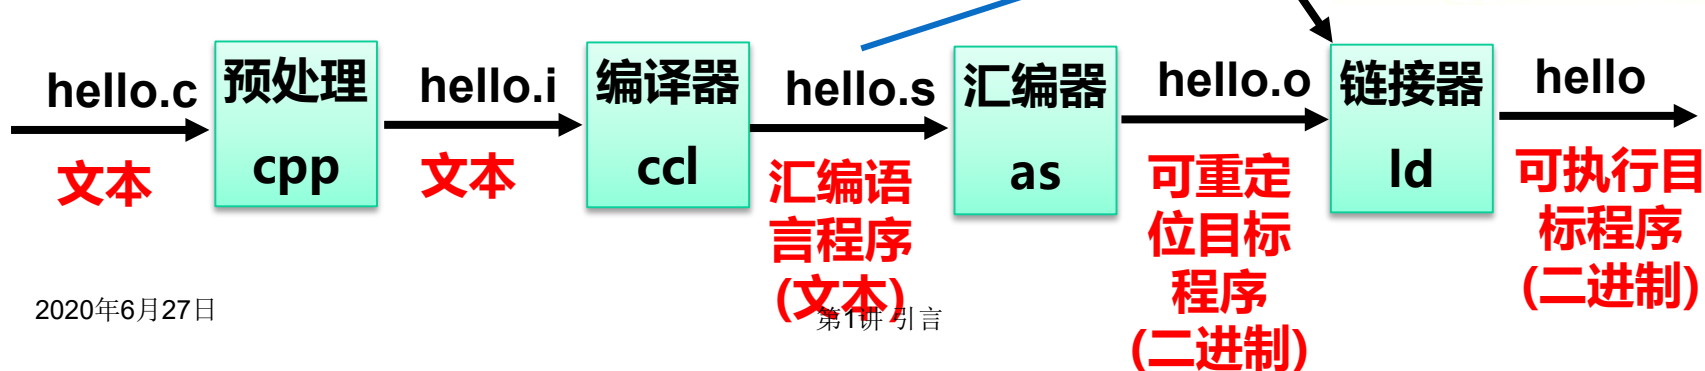 hello.c
文本
预处理
cpp
hello.i
文本
编译器
ccl
hello.s
汇编语
言程序
(文本)
汇编器
as
hello.o
可重定
位目标
程序
(二进制)
链接器
ld
hello
可执行目
标程序
(二进制)
2020年6月27日
第1讲 引言